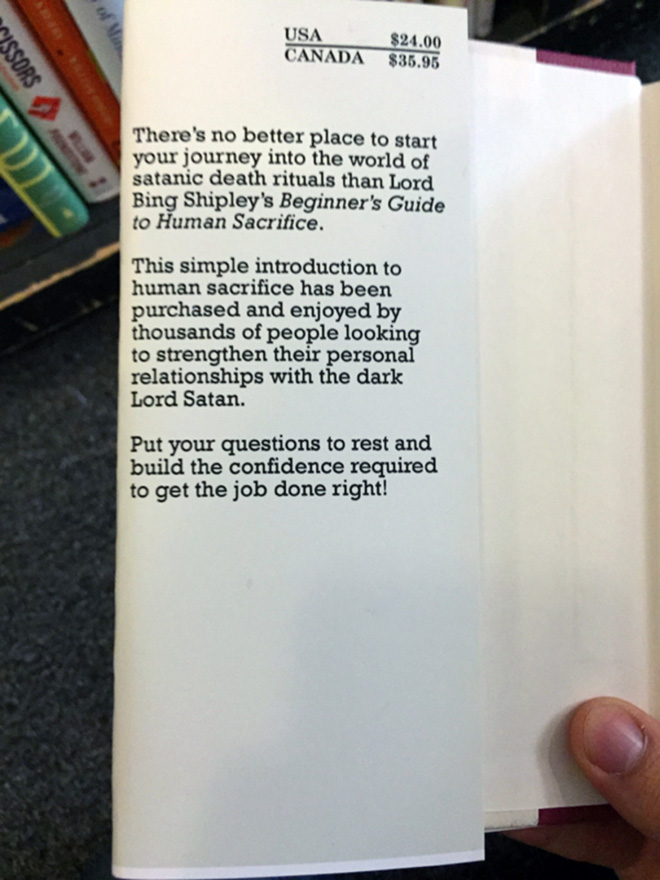 USA $24.00
CANADA $35.95
There's no better place to start
your journey into the world of
satanic death rituals than Lord
Bing Shipley's Beginner's Guide
to Human Sacrifice.
This simple introduction to
human sacrifice has been
purchased and enjoyed by
thousands of people looking
to strengthen their personal
relationships with the dark
Lord Satan.
Put your questions to rest and
build the confidence required
to get the job done right!
SCISSORS